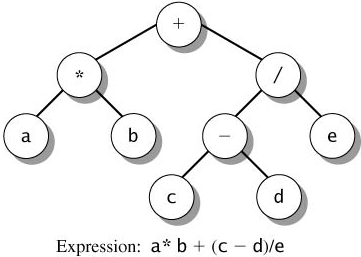 +
* /
a b − e
c d
Expression: a* b + (c − d)/e